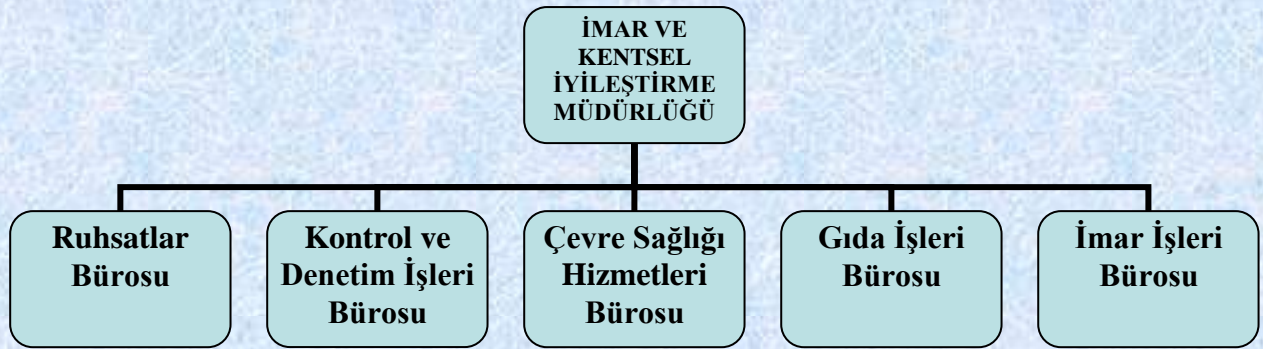 İMAR VE
KENTSEL
İYİLEŞTİRME
MÜDÜRLÜĞÜ
Ruhsatlar
Bürosu
Kontrol ve
Denetim İşleri
Bürosu
Çevre Sağlığı
Hizmetleri
Bürosu
Gıda İşleri
Bürosu
İmar İşleri
Bürosu